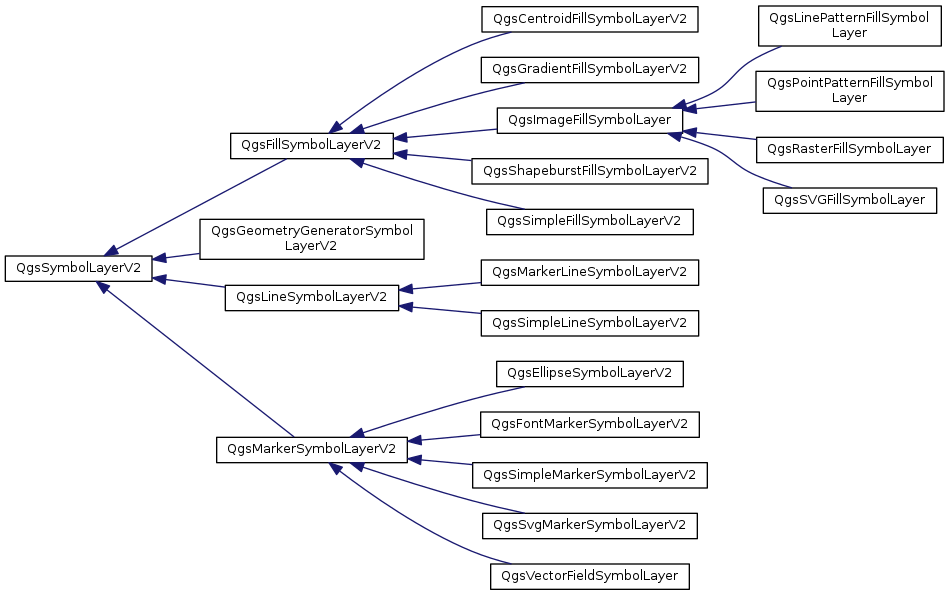 QgsCentroidFillSymbolLayerV2
QgsLinePatternFillSymbol
Layer
QgsGradientFillSymbolLayerV2
QgsPointPatternFillSymbol
Layer
QgsImageFillSymbolLayer
QgsFillSymbolLayerV2
QgsRasterFillSymbolLayer
QgsShapeburstFillSymbolLayerV2
QgsSVGFillSymbolLayer
QgsSimpleFillSymbolLayerV2
QgsGeometryGeneratorSymbol
LayerV2
QgsSymbolLayerV2
QgsMarkerLineSymbolLayerV2
QgsLineSymbolLayerV2
QgsSimpleLineSymbolLayerV2
QgsEllipseSymbolLayerV2
QgsFontMarkerSymbolLayerV2
QgsMarkerSymbolLayerV2
QgsSimpleMarkerSymbolLayerV2
QgsSvgMarkerSymbolLayerV2
QgsVectorFieldSymbolLayer